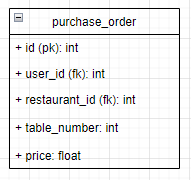 purchase_order
+ id (pk): int
+ user_id (fk): int
+ restaurant_id (fk): int
+ table_number: int
+ price: float